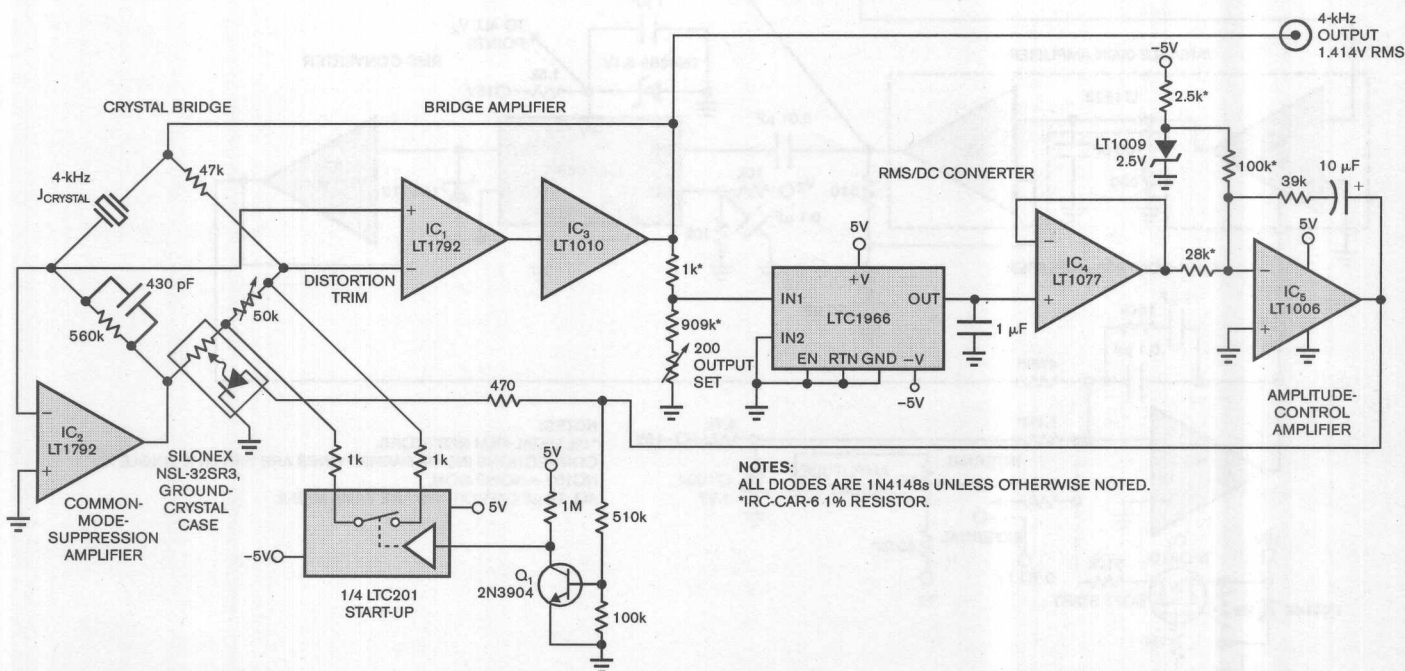 4-kHz
OUTPUT
1.414V RMS
−5V
2.5k*
CRYSTAL BRIDGE
BRIDGE AMPLIFIER
LT1009
2.5V
100k*
10 μF
+
39k
47k
4-kHz
JCRYSTAL
RMS/DC CONVERTER
+
IC1
LT1792
−
IC3
LT1010
5V
1k*
DISTORTION
TRIM
430 pF
50k
560k
+V
IN1
OUT
LTC1966
IN2
EN RTN GND −V
−5V
909k*
200
OUTPUT
SET
1 μF
−
IC4
LT1077
+
28k*
5V
−
IC5
LT1006
+
AMPLITUDE-
CONTROL
AMPLIFIER
470
−
IC2
LT1792
+
COMMON-
MODE-
SUPPRESSION
AMPLIFIER
SILONEX
NSL-32SR3,
GROUND-
CRYSTAL
CASE
1k
1k
5V
1M
510k
5V
−5V
1/4 LTC201
START-UP
Q1
2N3904
100k
NOTES:
ALL DIODES ARE 1N4148s UNLESS OTHERWISE NOTED.
*IRC-CAR-6 1% RESISTOR.